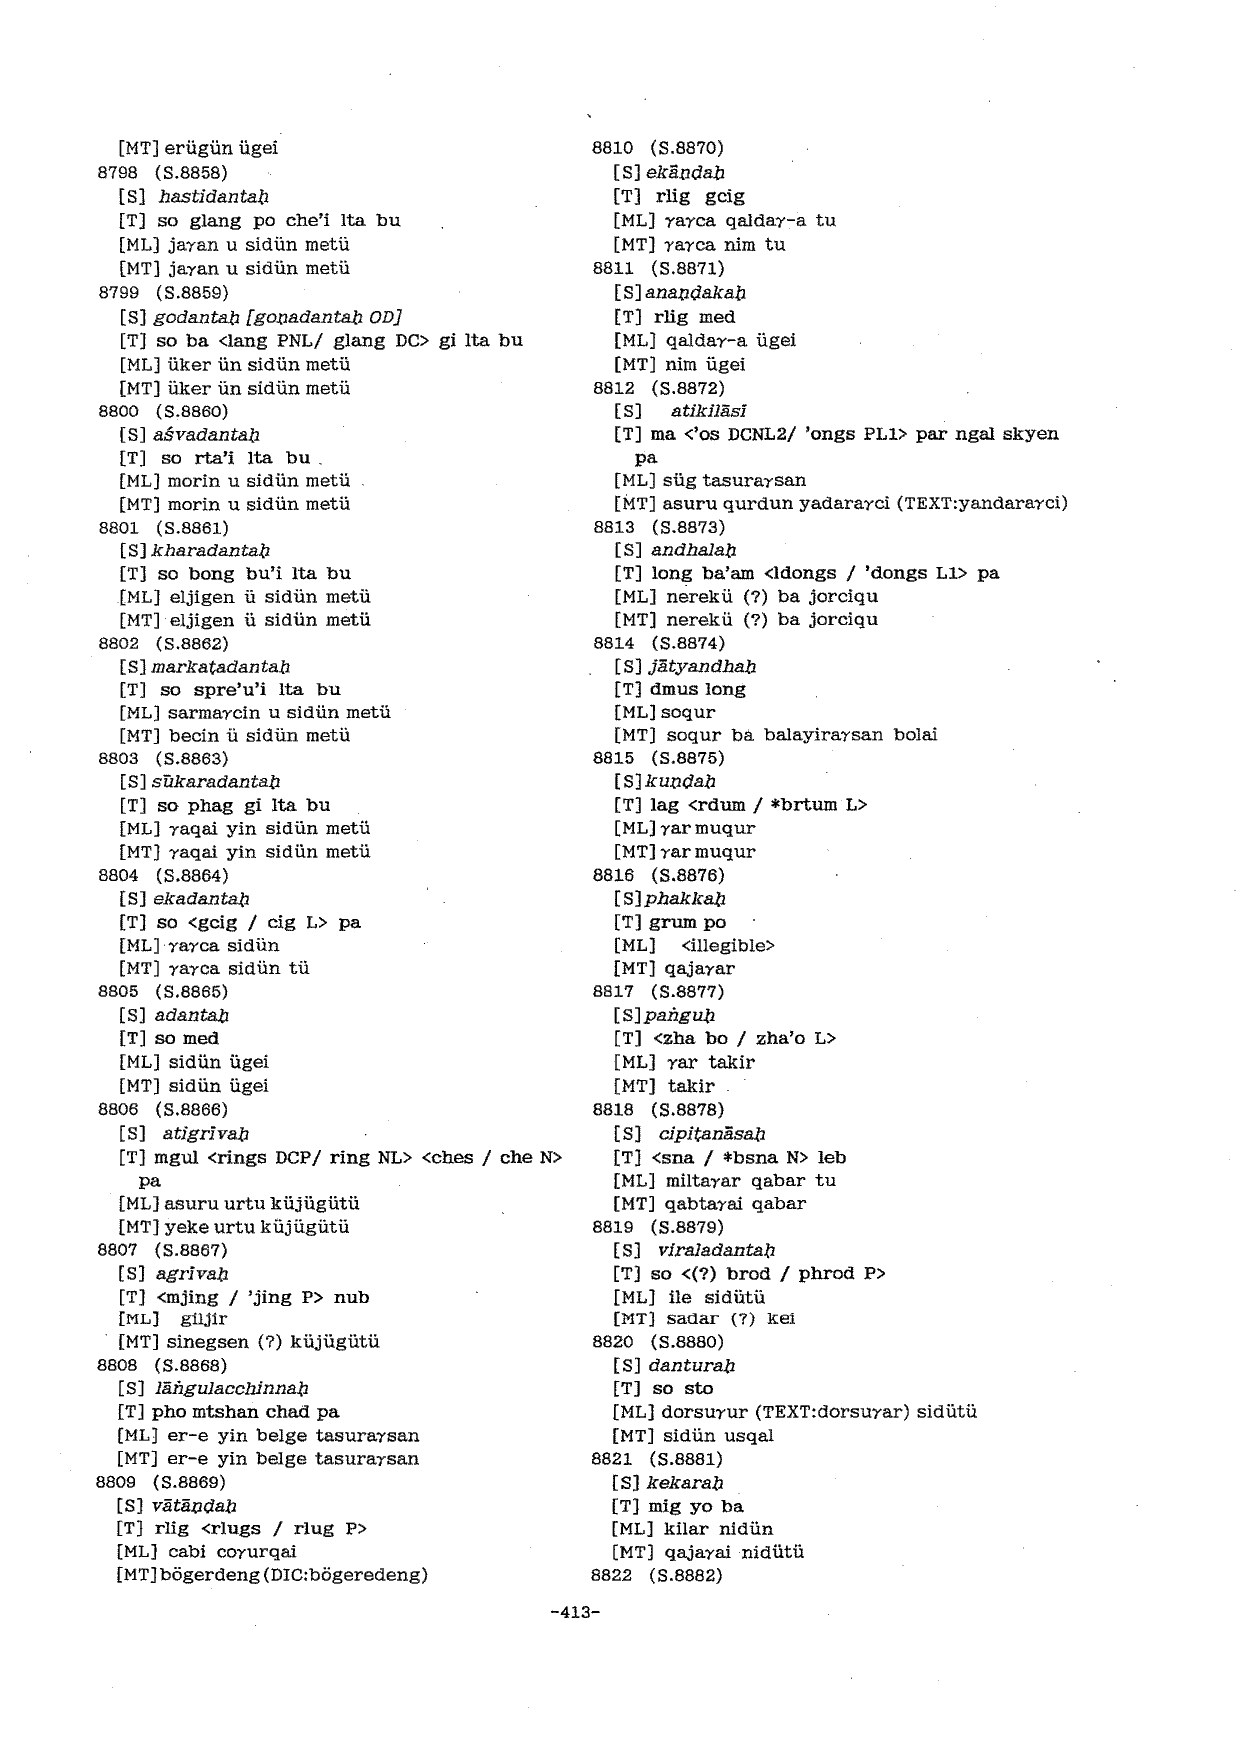 [MT] erügün ügei
8798 (S.8858)
[S] hastidantaḥ
[T] so glang po che'i lta bu
[ML] jaγan u sidün metü
[MT] jaγan u sidün metü
8799 (S.8859)
[S] godantaḥ [goṇadantaḥ OD]
[T] so ba <lang PNL/ glang DC> gi lta bu
[ML] üker ün sidün metü
[MT] üker ün sidün metü
8800 (S.8860)
[S] aśvadantaḥ
[T] so rta'i lta bu
[ML] morin u sidün metü
[MT] morin u sidün metü
8801 (S.8861)
[S] kharadantaḥ
[T] so bong bu'i lta bu
[ML] eljigen ü sidün metü
[MT] eljigen ü sidün metü
8802 (S.8862)
[S] markaṭadantaḥ
[T] so spre'u'i lta bu
[ML] sarmaγcin u sidün metü
[MT] becin ü sidün metü
8803 (S.8863)
[S] sūkaradantaḥ
[T] so phag gi lta bu
[ML] γaqai yin sidün metü
[MT] γaqai yin sidün metü
8804 (S.8864)
[S] ekadantaḥ
[T] so <gcig / cig L> pa
[ML] γaγca sidün
[MT] γaγca sidün tü
8805 (S.8865)
[S] adantaḥ
[T] so med
[ML] sidün ügei
[MT] sidün ügei
8806 (S.8866)
[S] atigrīvaḥ
[T] mgul <rings DCP/ ring NL> <ches / che N>
pa
[ML] asuru urtu küjügütü
[MT] yeke urtu küjügütü
8807 (S.8867)
[S] agrīvaḥ
[T] <mjing / 'jing P> nub
[ML] giljir
[MT] sinegsen (?) küjügütü
8808 (S.8868)
[S] lāṅgulacchinnaḥ
[T] pho mtshan chad pa
[ML] er-e yin belge tasuraγsan
[MT] er-e yin belge tasuraγsan
8809 (S.8869)
[S] vātāṇḍaḥ
[T] rlig <rlugs / rlug P>
[ML] cabi coγurqai
[MT] bögerdeng (DIC:bögeredeng)
8810 (S.8870)
[S] ekāṇḍaḥ
[T] rlig gcig
[ML] γaγca qaldaγ-a tu
[MT] γaγca nim tu
8811 (S.8871)
[S] anaṇḍakaḥ
[T] rlig med
[ML] qaldaγ-a ügei
[MT] nim ügei
8812 (S.8872)
[S] atikilāsī
[T] ma <'os DCNL2/ 'ongs PL1> par ngal skyen
pa
[ML] süg tasuraγsan
[MT] asuru qurdun yadaraγci (TEXT:yandaraγci)
8813 (S.8873)
[S] andhalaḥ
[T] long ba'am <ldongs / 'dongs L1> pa
[ML] nerekü (?) ba jorciqu
[MT] nerekü (?) ba jorciqu
8814 (S.8874)
[S] jātyandhaḥ
[T] dmus long
[ML] soqur
[MT] soqur ba balayiraγsan bolai
8815 (S.8875)
[S] kuṇḍaḥ
[T] lag <rdum / *brtum L>
[ML] γar muqur
[MT] γar muqur
8816 (S.8876)
[S] phakkaḥ
[T] grum po
[ML] <illegible>
[MT] qajaγar
8817 (S.8877)
[S] paṅguḥ
[T] <zha bo / zha'o L>
[ML] γar takir
[MT] takir
8818 (S.8878)
[S] cipiṭanāsaḥ
[T] <sna / *bsna N> leb
[ML] miltaγar qabar tu
[MT] qabtaγai qabar
8819 (S.8879)
[S] viraladantaḥ
[T] so <(?) brod / phrod P>
[ML] ile sidütü
[MT] sadar (?) kei
8820 (S.8880)
[S] danturaḥ
[T] so sto
[ML] dorsuγur (TEXT:dorsuγar) sidütü
[MT] sidün usqal
8821 (S.8881)
[S] kekaraḥ
[T] mig yo ba
[ML] kilar nidün
[MT] qajaγai nidütü
8822 (S.8882)
-413-